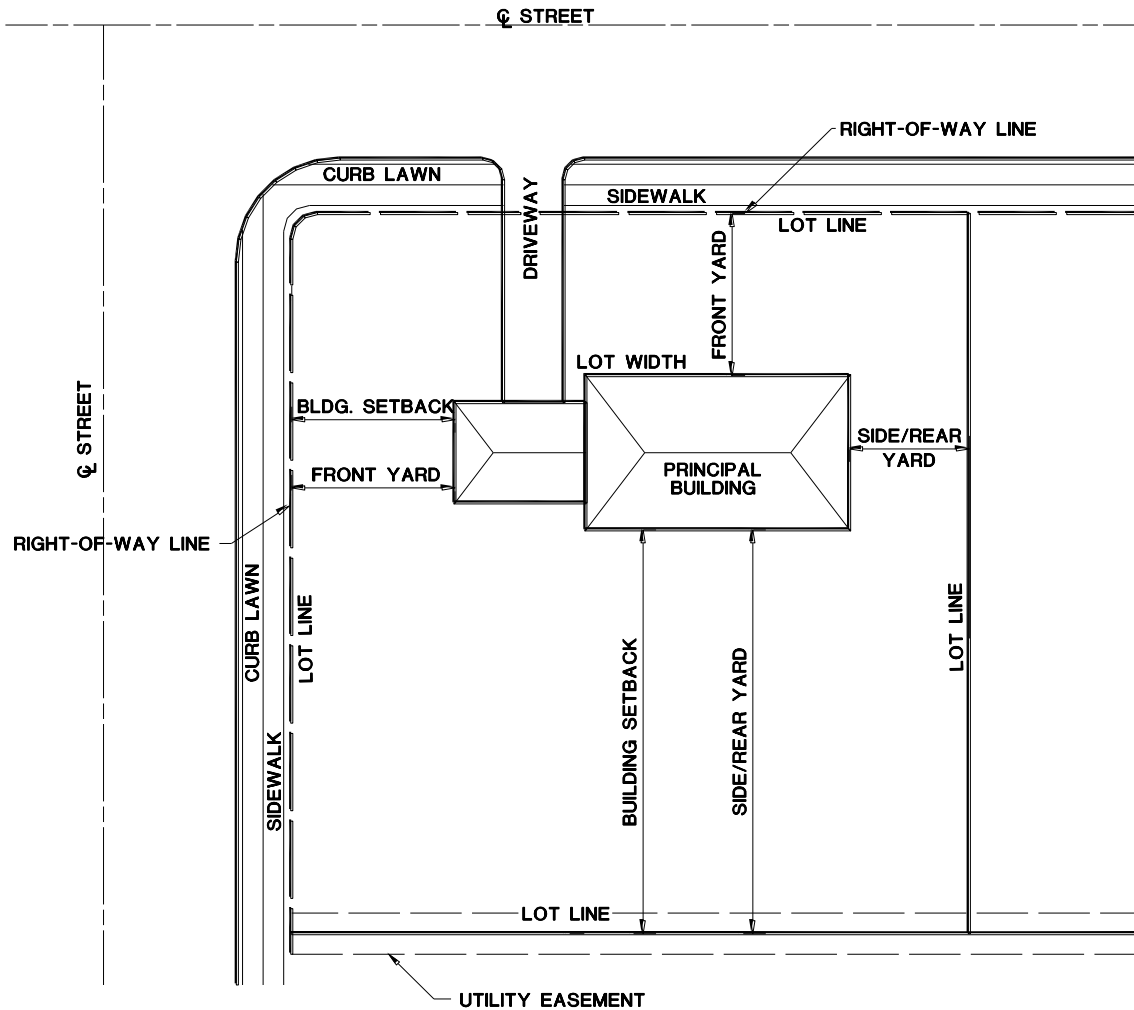 ℄ STREET
RIGHT-OF-WAY LINE
CURB LAWN
SIDEWALK
LOT LINE
DRIVEWAY
FRONT YARD
LOT WIDTH
℄ STREET
BLDG. SETBACK
SIDE/REAR
YARD
FRONT YARD
PRINCIPAL
BUILDING
RIGHT-OF-WAY LINE
CURB LAWN
LOT LINE
SIDEWALK
BUILDING SETBACK
SIDE/REAR YARD
LOT LINE
LOT LINE
UTILITY EASEMENT